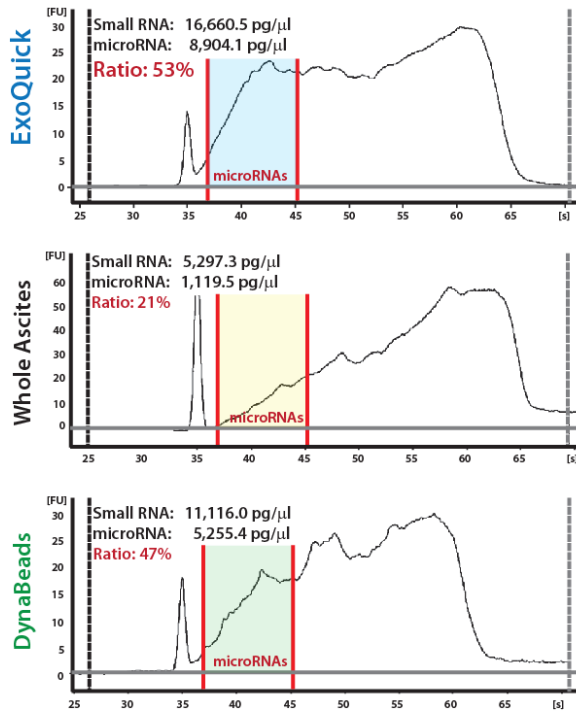 ExoQuick
[FU]
Small RNA: 16,660.5 pg/µl
microRNA: 8,904.1 pg/µl
Ratio: 53%
30
25
20
15
10
5
0
microRNAs
25 30 35 40 45 50 55 60 65 [s]
Whole Ascites
[FU]
Small RNA: 5,297.3 pg/µl
microRNA: 1,119.5 pg/µl
Ratio: 21%
60
50
40
30
20
10
0
microRNAs
25 30 35 40 45 50 55 60 65 [s]
DynaBeads
[FU]
Small RNA: 11,116.0 pg/µl
microRNA: 5,255.4 pg/µl
Ratio: 47%
30
25
20
15
10
5
0
microRNAs
25 30 35 40 45 50 55 60 65 [s]